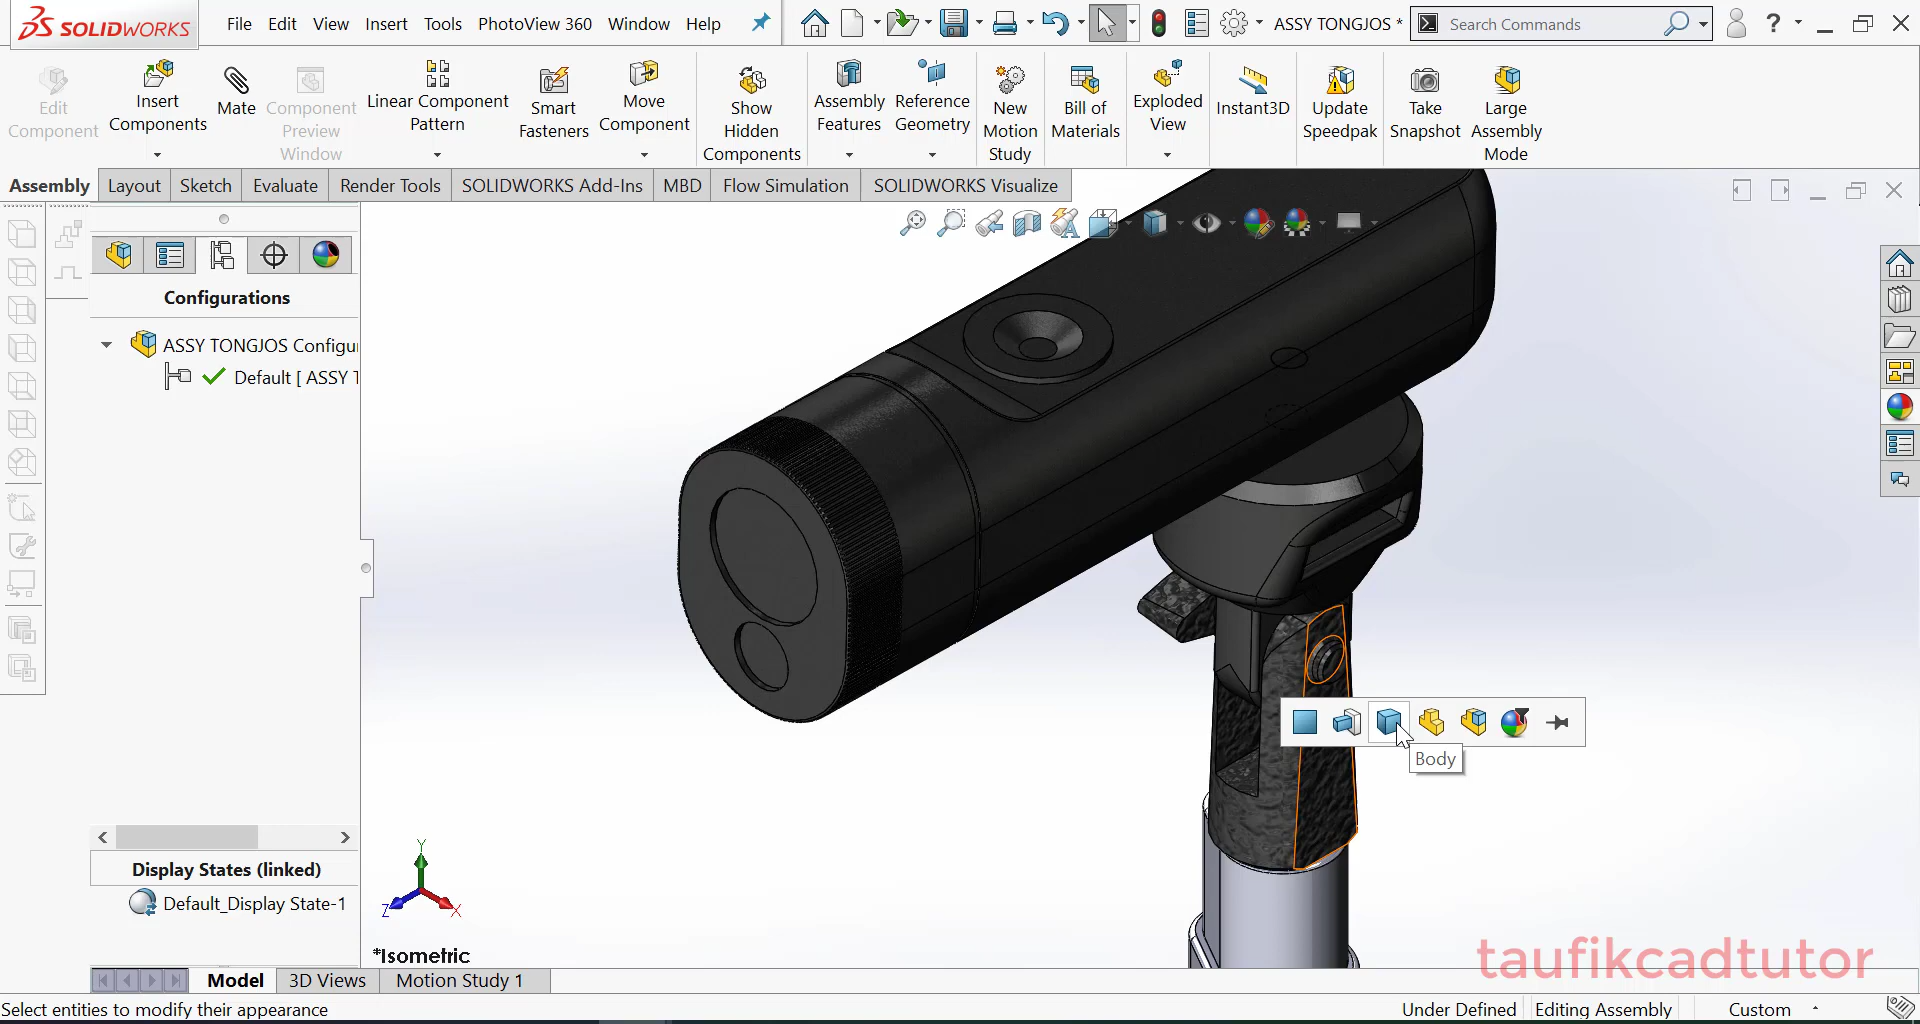 SOLIDWORKS
File Edit View Insert Tools PhotoView 360 Window Help
ASSY TONGJOS *
Search Commands
?
Edit Component
Insert Components
Mate
Component Preview Window
Linear Component Pattern
Smart Fasteners
Move Component
Show Hidden Components
Assembly Features
Reference Geometry
New Motion Study
Bill of Materials
Exploded View
Instant3D
Update Speedpak
Take Snapshot
Large Assembly Mode
Assembly Layout Sketch Evaluate Render Tools SOLIDWORKS Add-Ins MBD Flow Simulation SOLIDWORKS Visualize
Configurations
ASSY TONGJOS Configur
Default [ ASSY T
Body
Display States (linked)
Default_Display State-1
Y
Z
X
*Isometric
taufikcadtutor
Model 3D Views Motion Study 1
Select entities to modify their appearance
Under Defined Editing Assembly Custom